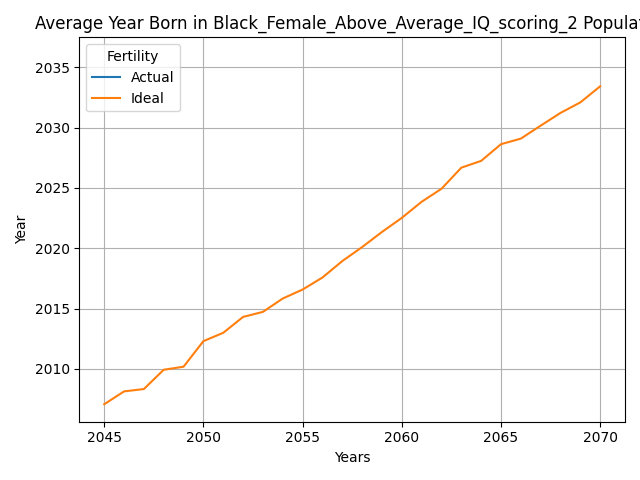 Average Year Born in Black_Female_Above_Average_IQ_scoring_2 Populat
Fertility
Actual
Ideal
2035
2030
2025
2020
2015
2010
Year
2045 2050 2055 2060 2065 2070
Years